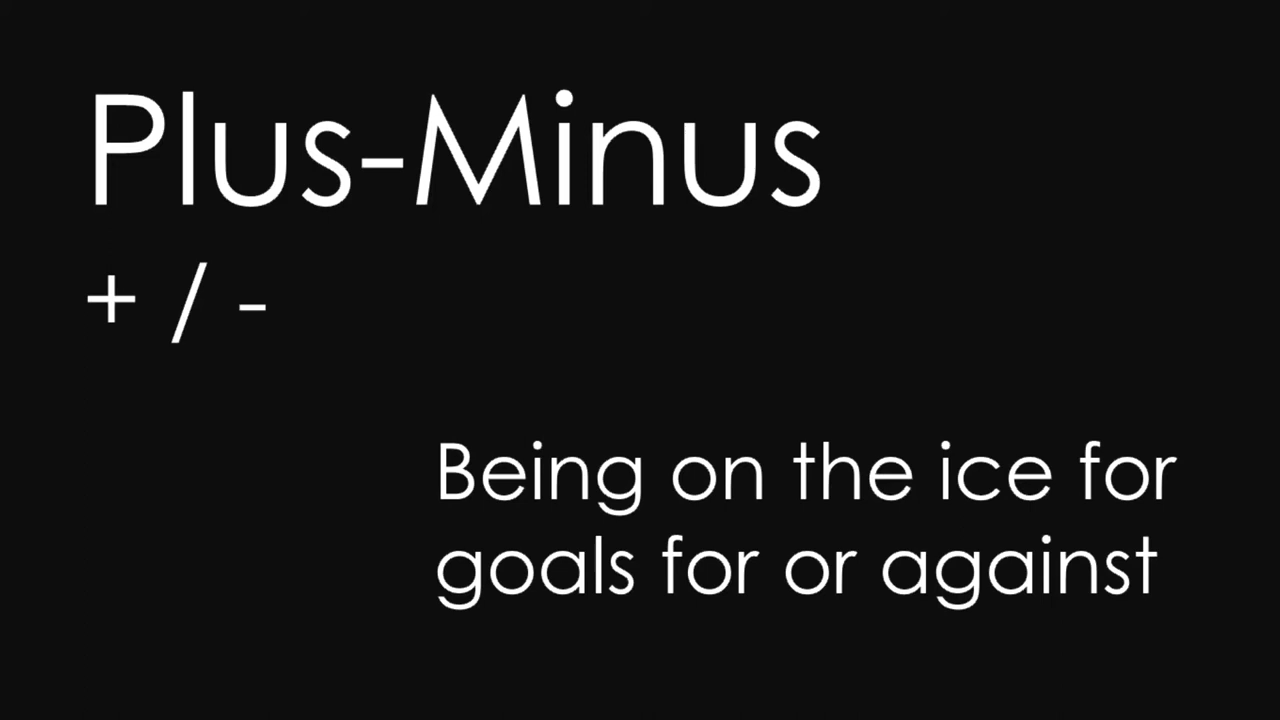 Plus-Minus
+ / -
Being on the ice for
goals for or against